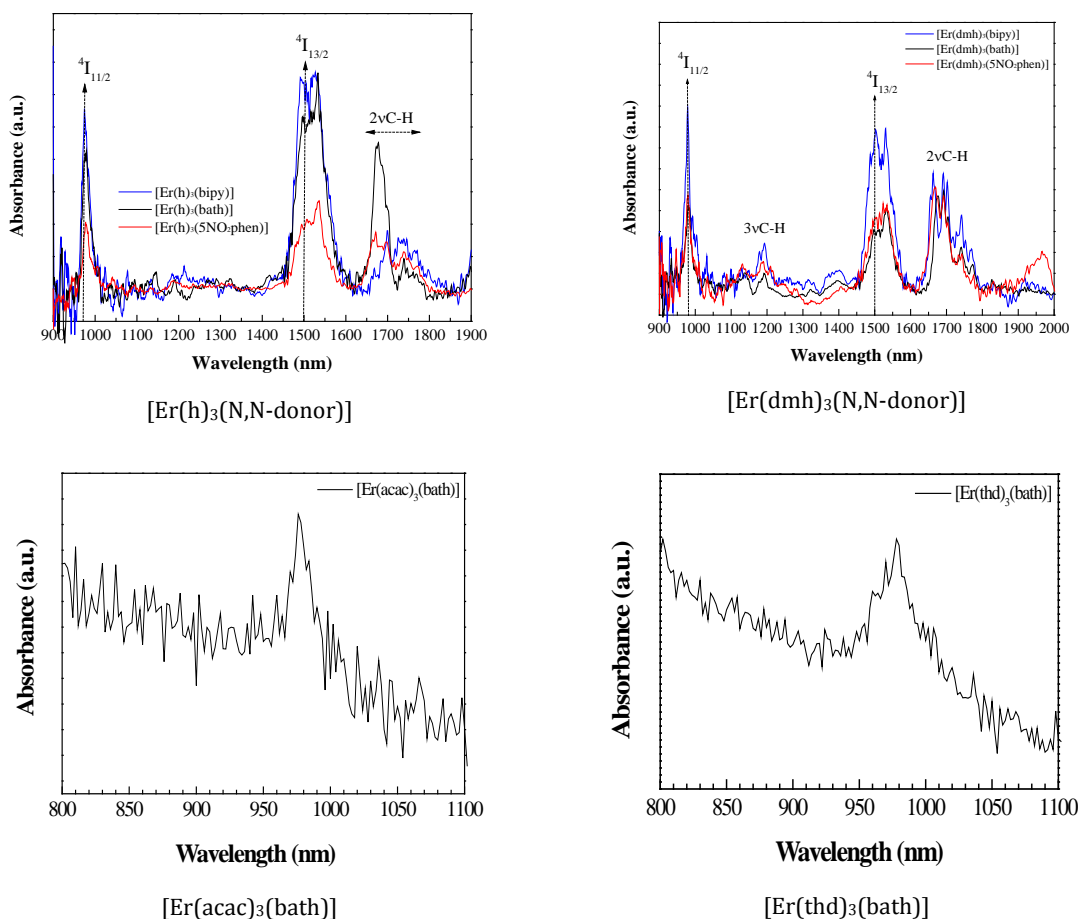 ⁴I₁₁/₂
⁴I₁₃/₂
2νC-H
[Er(h)₃(bipy)]
[Er(h)₃(bath)]
[Er(h)₃(5NO₂phen)]
Absorbance (a.u.)
900 1000 1100 1200 1300 1400 1500 1600 1700 1800 1900
Wavelength (nm)
[Er(h)₃(N,N-donor)]
[Er(dmh)₃(bipy)]
[Er(dmh)₃(bath)]
[Er(dmh)₃(5NO₂phen)]
⁴I₁₁/₂
⁴I₁₃/₂
2νC-H
3νC-H
Absorbance (a.u.)
900 1000 1100 1200 1300 1400 1500 1600 1700 1800 1900 2000
Wavelength (nm)
[Er(dmh)₃(N,N-donor)]
[Er(acac)₃(bath)]
Absorbance (a.u.)
800 850 900 950 1000 1050 1100
Wavelength (nm)
[Er(acac)₃(bath)]
[Er(thd)₃(bath)]
Absorbance (a.u.)
800 850 900 950 1000 1050 1100
Wavelength (nm)
[Er(thd)₃(bath)]